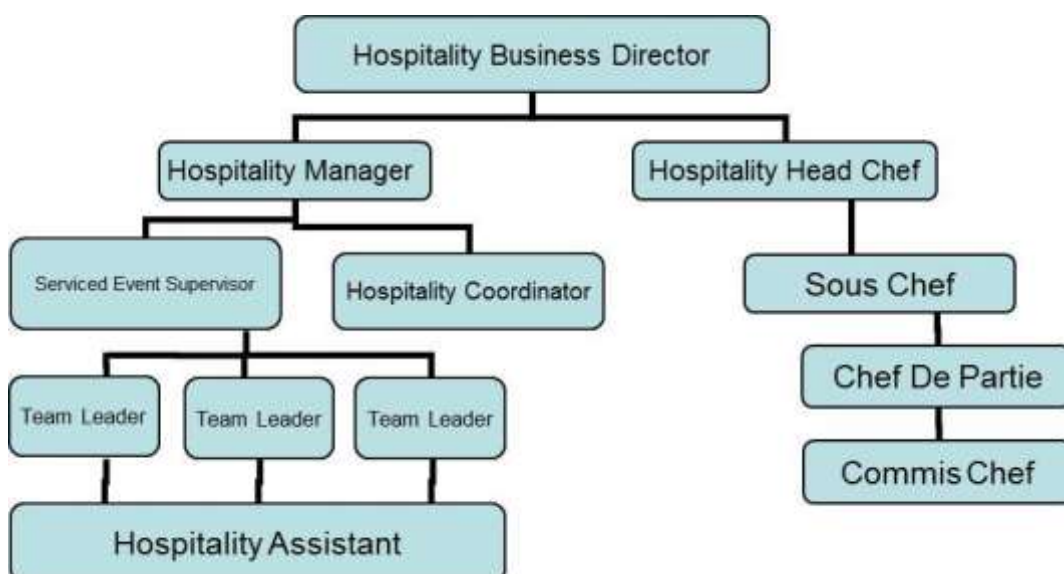 Hospitality Business Director
Hospitality Manager
Hospitality Head Chef
Serviced Event Supervisor
Hospitality Coordinator
Sous Chef
Team Leader
Team Leader
Team Leader
Chef De Partie
Commis Chef
Hospitality Assistant